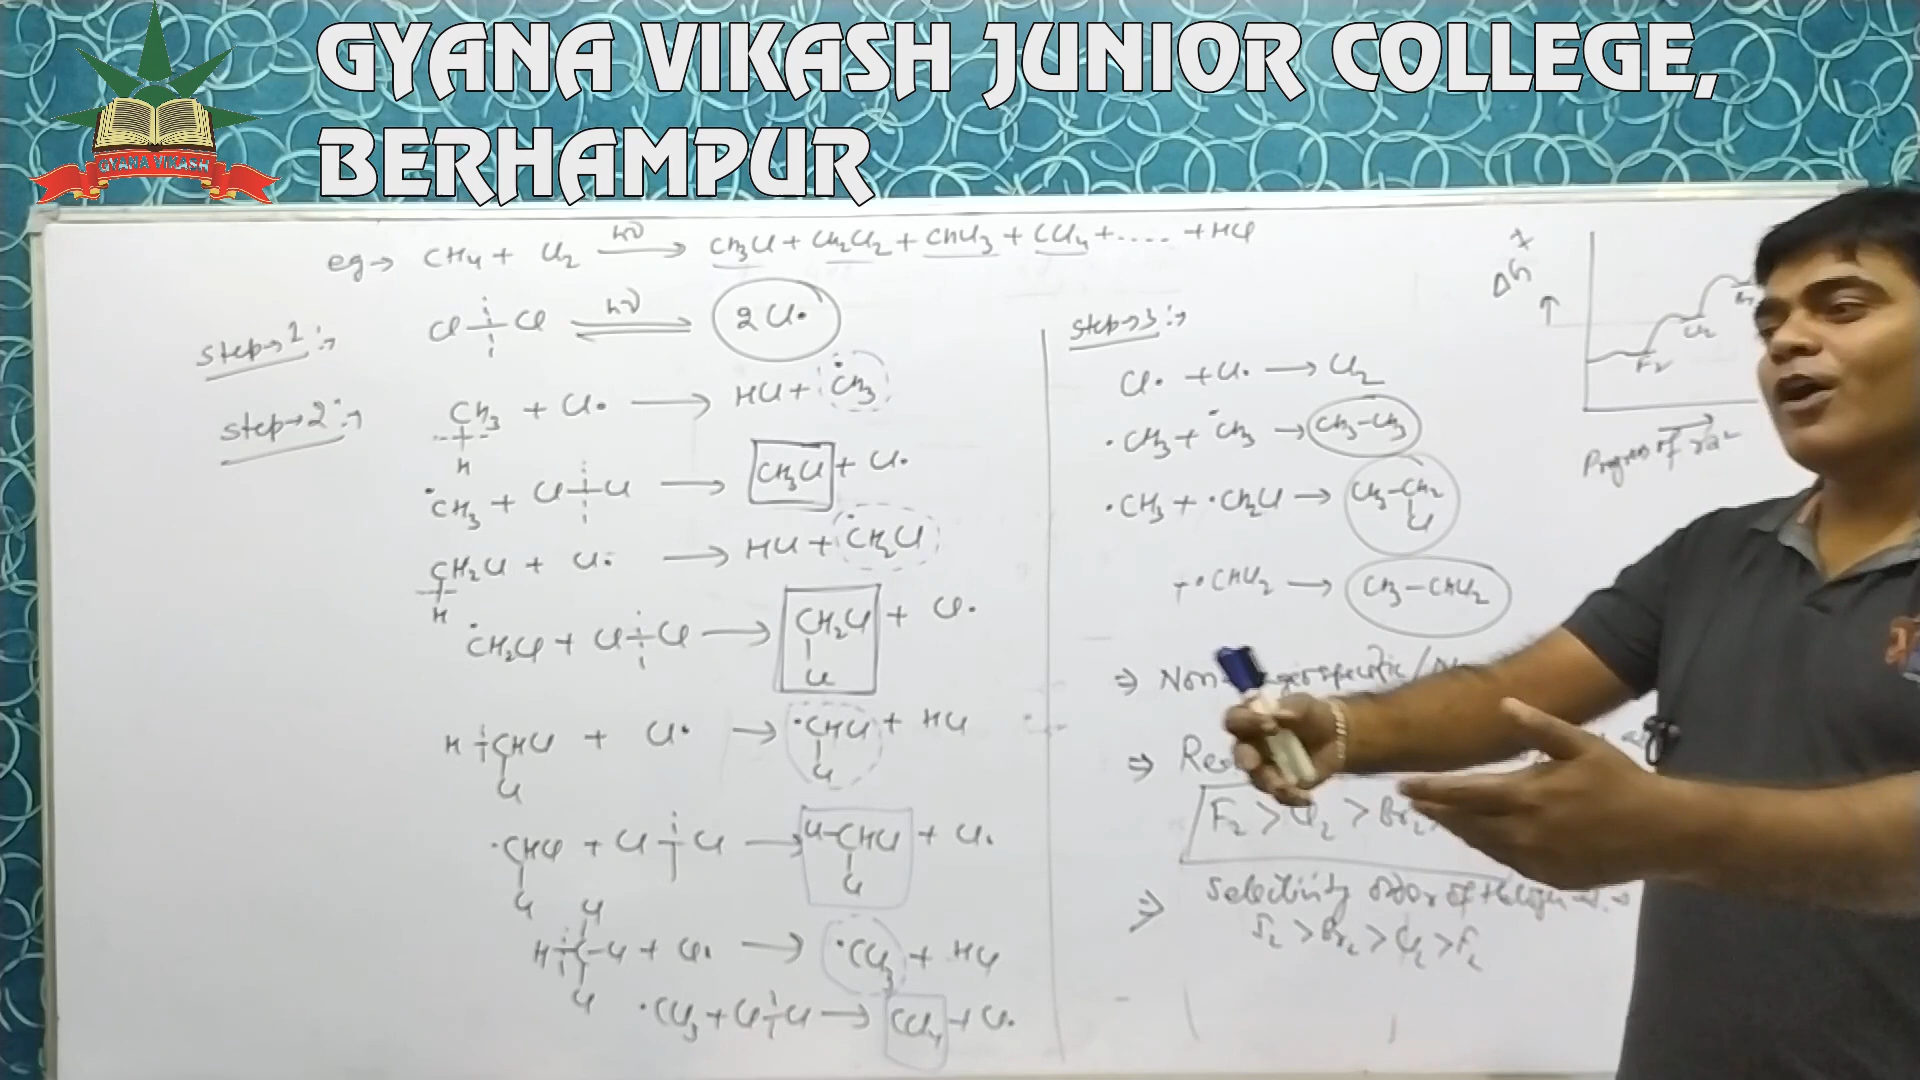 GYANA VIKASH JUNIOR COLLEGE,
BERHAMPUR
GYANA VIKASH
eg→ CH4 + Cl2 hν → CH3Cl + CH2Cl2 + CHCl3 + CCl4 + .... + HCl
Step→1:→ Cl-Cl hν ⇌ 2Cl•
Step→2:→ CH3 + Cl• → HCl + •CH3
H
•CH3 + Cl-Cl → CH3Cl + Cl•
CH2Cl + Cl• → HCl + •CH2Cl
H
•CH2Cl + Cl-Cl → CH2Cl + Cl•
Cl
H-CHCl + Cl• → •CHCl + HCl
Cl Cl
•CHCl + Cl-Cl → Cl-CHCl + Cl•
Cl Cl
Cl
H-C-Cl + Cl• → •CCl3 + HCl
Cl
•CCl3 + Cl-Cl → CCl4 + Cl•
Step→3:→
Cl• + Cl• → Cl2
•CH3 + •CH3 → CH3-CH3
•CH3 + •CH2Cl → CH3-CH2
Cl
+ •CHCl2 → CH3-CHCl2
⇒ Non
⇒
F2 > Cl2 > Br2 >
⇒ Selectivity order of
I2 > Br2 > Cl2 > F2
ΔG
↑
F2
Cl2
Progress of rxn